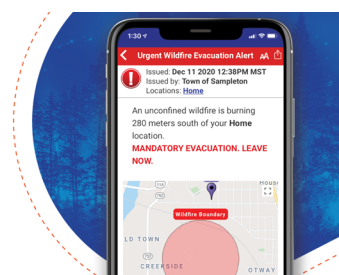 1:30
Urgent Wildfire Evacuation Alert AA
Issued: Dec 11 2020 12:38PM MST
Issued by: Town of Sampleton
Locations: Home
An unconfined wildfire is burning
280 meters south of your Home
location.
MANDATORY EVACUATION. LEAVE
NOW.
Wildfire Boundary
LD TOWN
CREEKSIDE
OTWAY